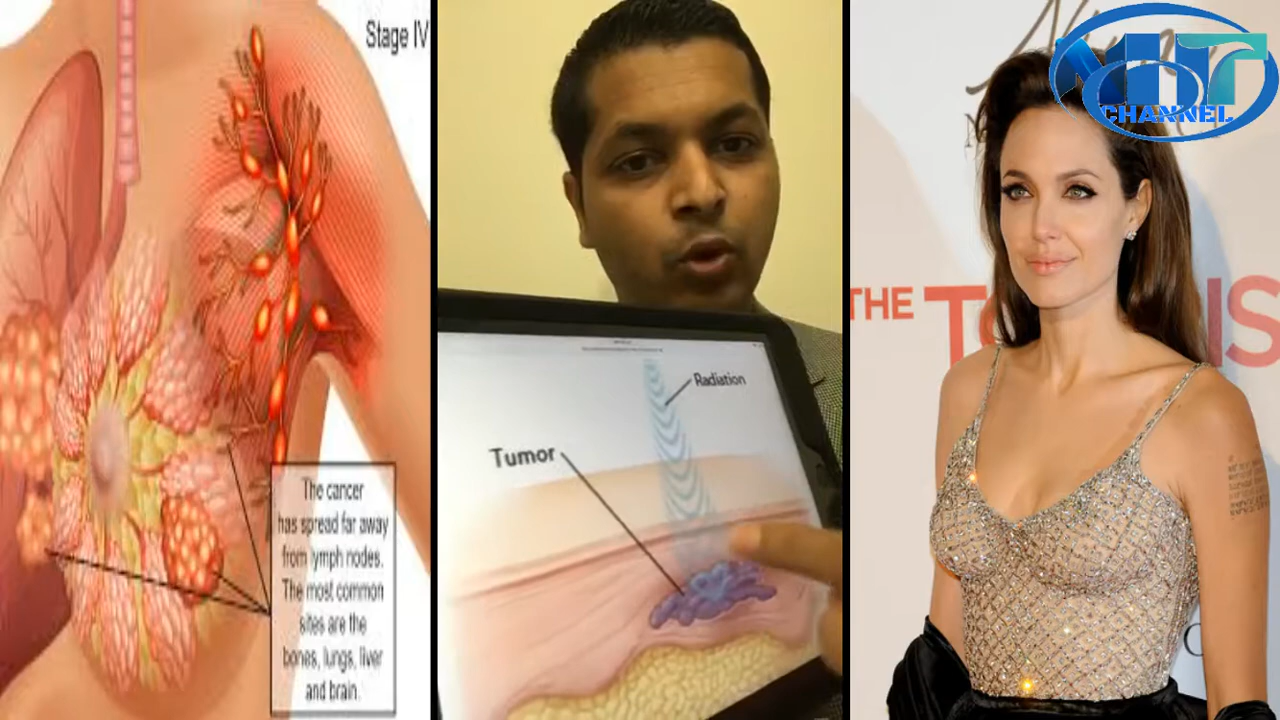 Stage IV
The cancer
has spread far away
from lymph nodes.
The most common
sites are the
bones, lungs, liver
and brain.
Radiation
Tumor
THE
CHANNEL